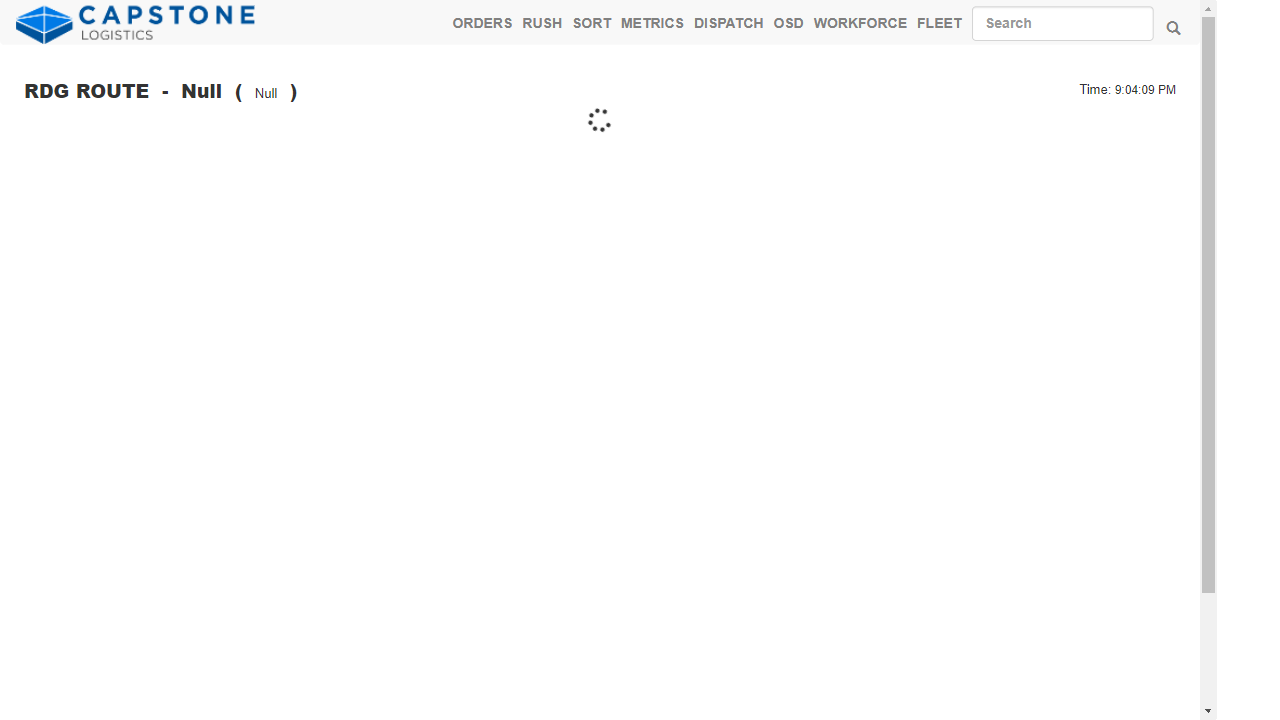 CAPSTONE
LOGISTICS
ORDERS RUSH SORT METRICS DISPATCH OSD WORKFORCE FLEET Search
RDG ROUTE - Null ( Null )
Time: 9:04:09 PM